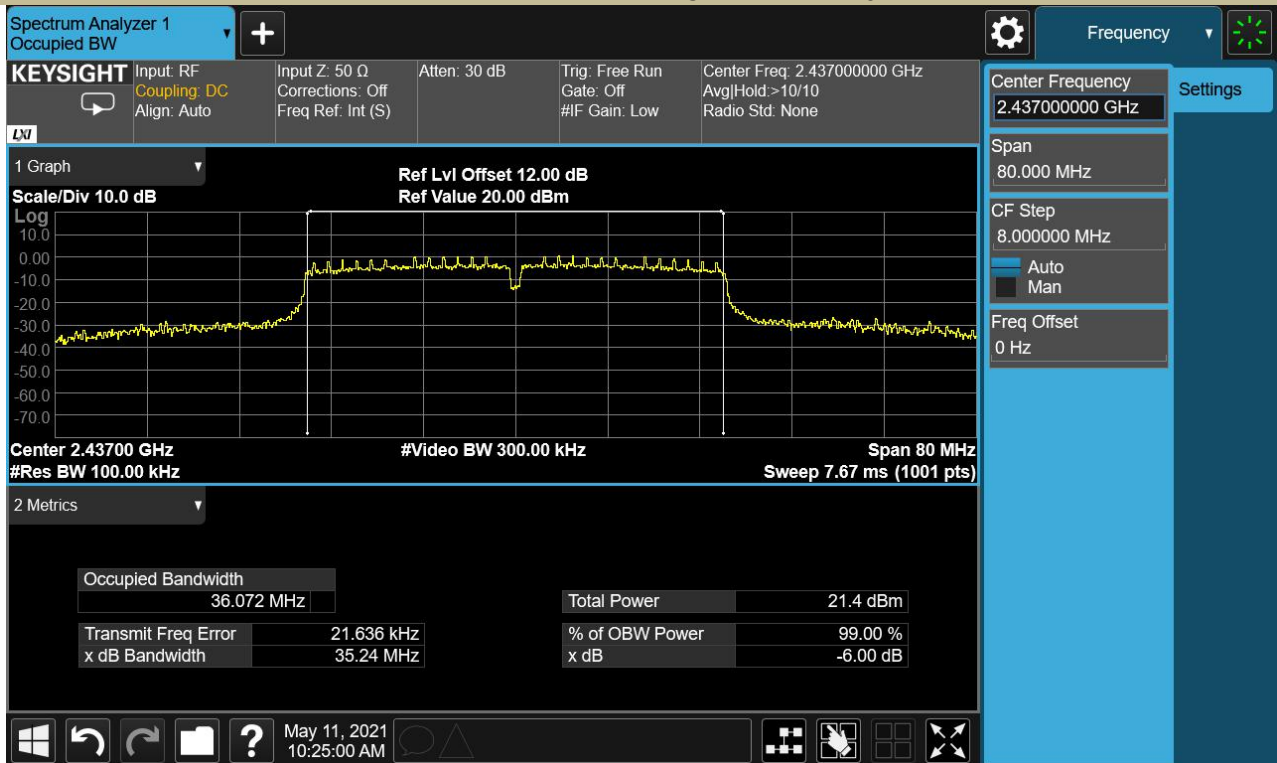 Spectrum Analyzer 1
Occupied BW
Frequency
KEYSIGHT
LXI
Input: RF
Coupling: DC
Align: Auto
Input Z: 50 Ω
Corrections: Off
Freq Ref: Int (S)
Atten: 30 dB
Trig: Free Run
Gate: Off
#IF Gain: Low
Center Freq: 2.437000000 GHz
Avg|Hold:>10/10
Radio Std: None
Center Frequency
2.437000000 GHz
Settings
Span
80.000 MHz
CF Step
8.000000 MHz
Auto
Man
Freq Offset
0 Hz
1 Graph
Scale/Div 10.0 dB
Ref Lvl Offset 12.00 dB
Ref Value 20.00 dBm
Log
10.0
0.00
-10.0
-20.0
-30.0
-40.0
-50.0
-60.0
-70.0
Center 2.43700 GHz
#Video BW 300.00 kHz
Span 80 MHz
#Res BW 100.00 kHz
Sweep 7.67 ms (1001 pts)
2 Metrics
Occupied Bandwidth
36.072 MHz
Total Power 21.4 dBm
Transmit Freq Error 21.636 kHz
% of OBW Power 99.00 %
x dB Bandwidth 35.24 MHz
x dB -6.00 dB
?
May 11, 2021
10:25:00 AM